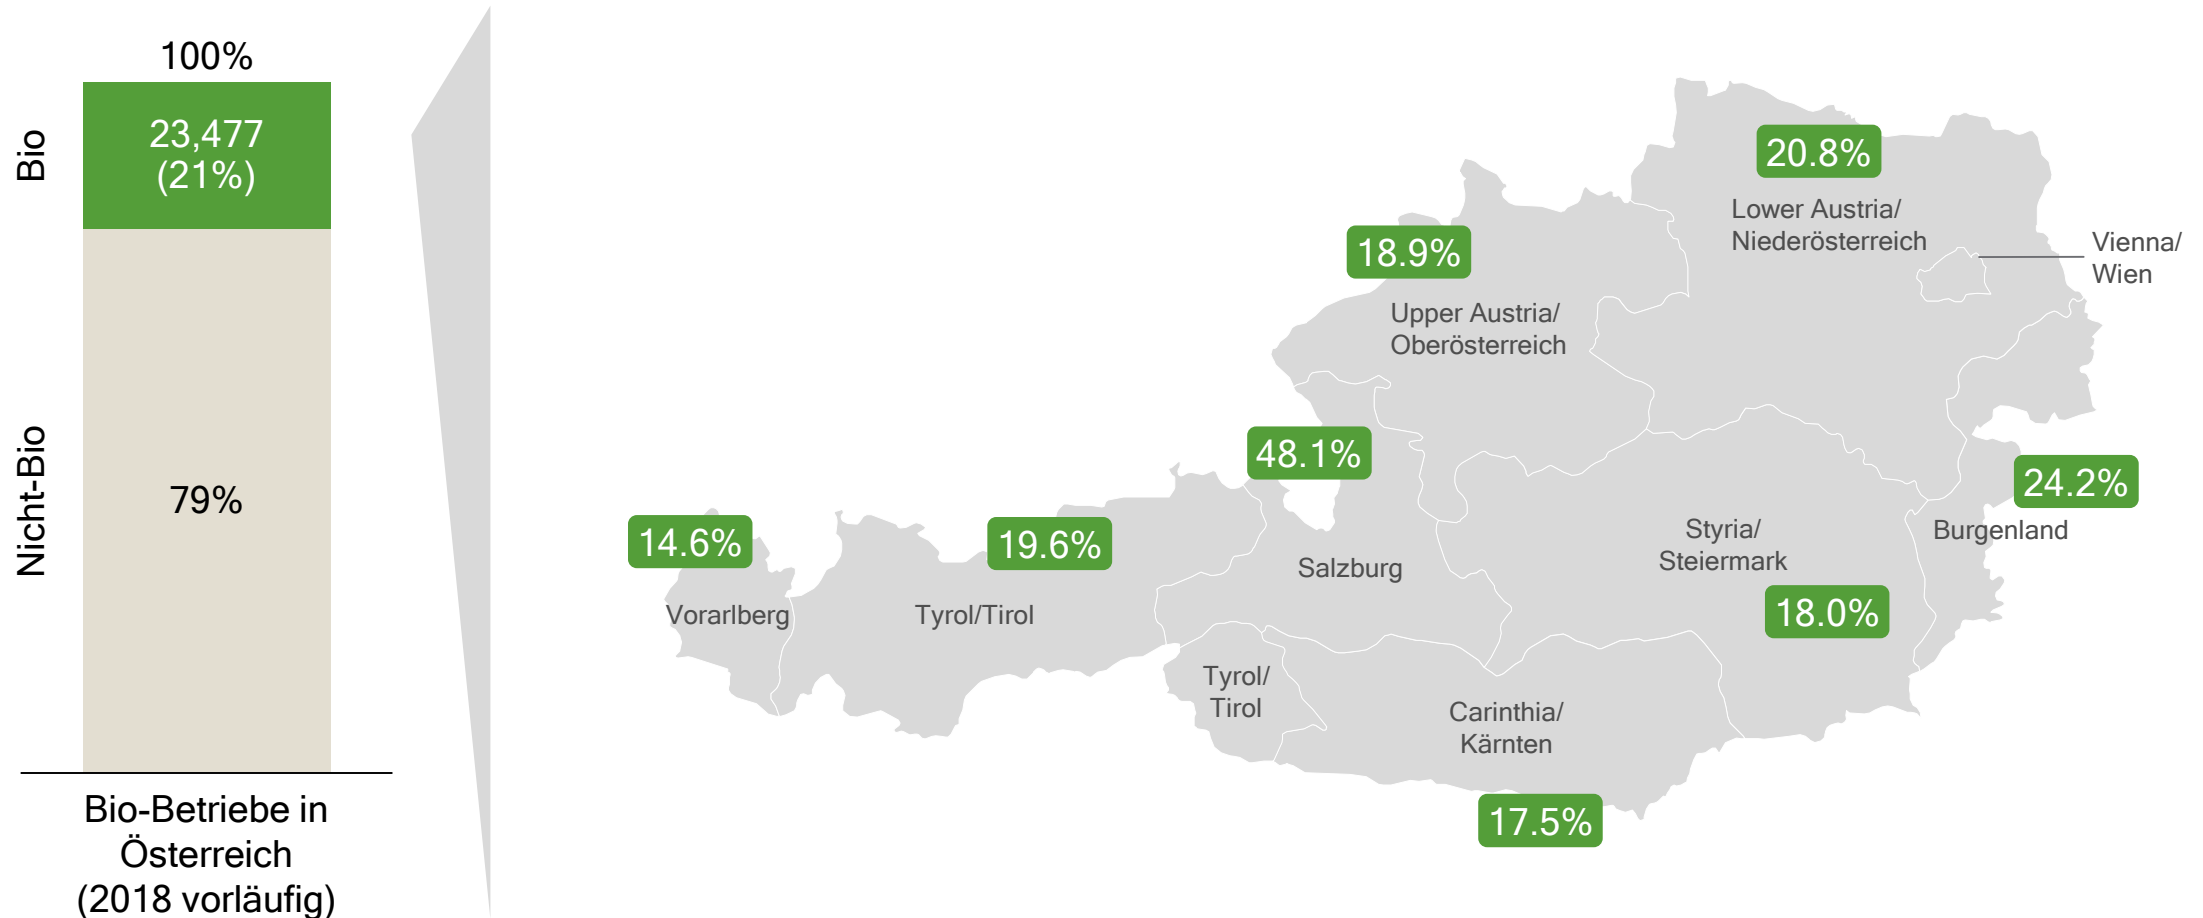 100%
Bio
23,477
(21%)
Nicht-Bio
79%
Bio-Betriebe in
Österreich
(2018 vorläufig)
20.8%
Lower Austria/
Niederösterreich
Vienna/
Wien
18.9%
Upper Austria/
Oberösterreich
48.1%
Salzburg
24.2%
Burgenland
Styria/
Steiermark
18.0%
14.6%
Vorarlberg
19.6%
Tyrol/Tirol
Tyrol/
Tirol
Carinthia/
Kärnten
17.5%